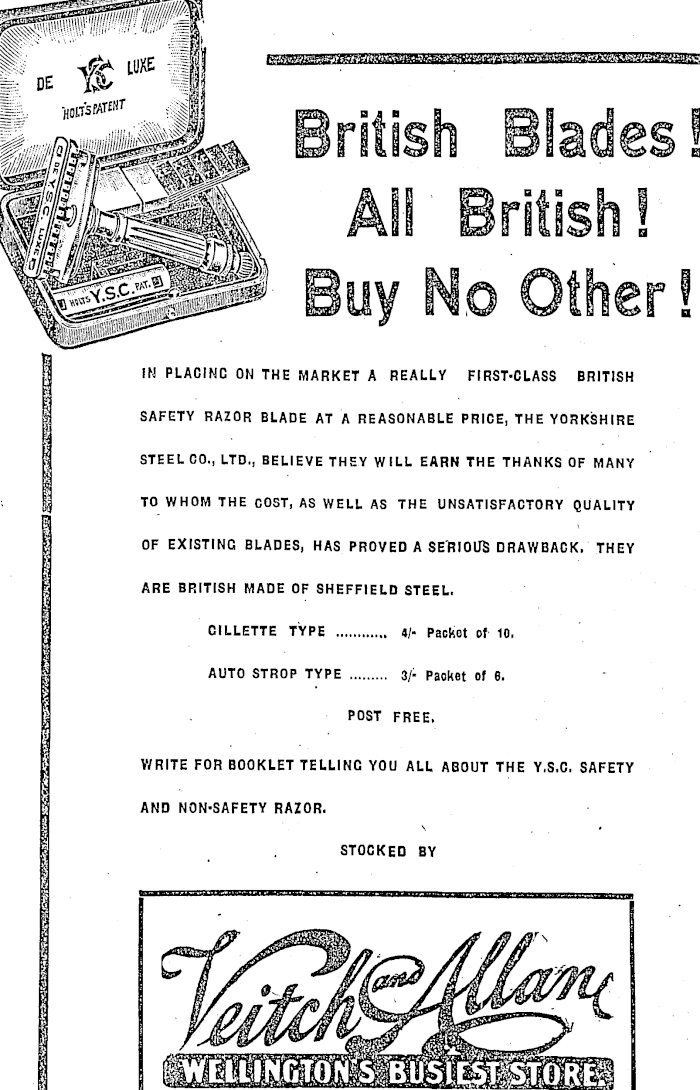 DE YSC LUXE
HOLT'S PATENT
HOLTS Y.S.C. PAT.
British Blades!
All British!
Buy No Other!
IN PLACING ON THE MARKET A REALLY FIRST-CLASS BRITISH
SAFETY RAZOR BLADE AT A REASONABLE PRICE, THE YORKSHIRE
STEEL CO., LTD., BELIEVE THEY WILL EARN THE THANKS OF MANY
TO WHOM THE COST, AS WELL AS THE UNSATISFACTORY QUALITY
OF EXISTING BLADES, HAS PROVED A SERIOUS DRAWBACK. THEY
ARE BRITISH MADE OF SHEFFIELD STEEL.
GILLETTE TYPE ............ 4/- Packet of 10.
AUTO STROP TYPE ......... 3/- Packet of 6.
POST FREE.
WRITE FOR BOOKLET TELLING YOU ALL ABOUT THE Y.S.C. SAFETY
AND NON-SAFETY RAZOR.
STOCKED BY
Veitch and Allan
WELLINGTON'S BUSIEST STORE.